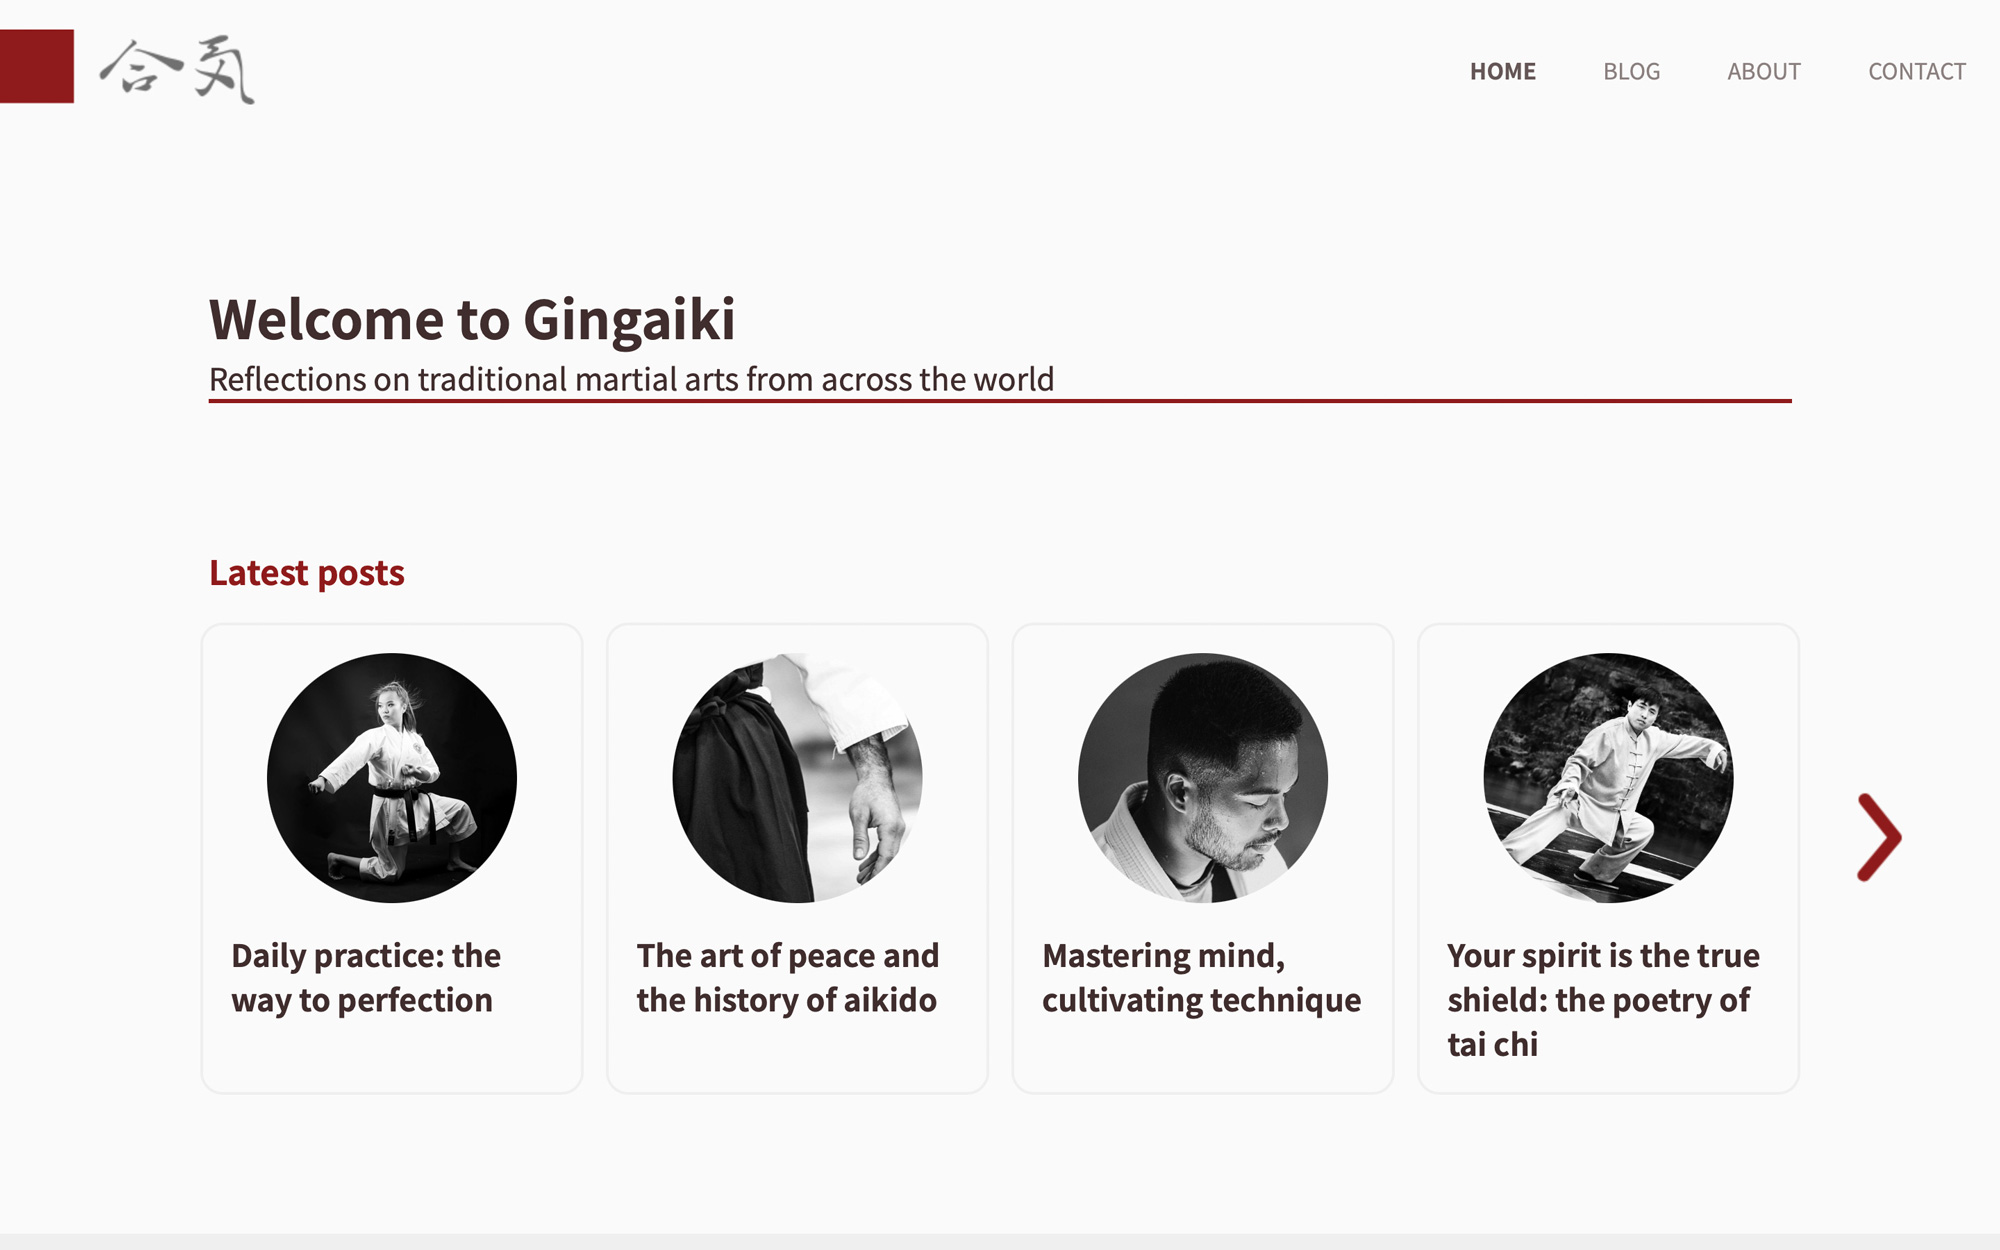 合気
HOME
BLOG
ABOUT
CONTACT
Welcome to Gingaiki
Reflections on traditional martial arts from across the world
Latest posts
Daily practice: the
way to perfection
The art of peace and
the history of aikido
Mastering mind,
cultivating technique
Your spirit is the true
shield: the poetry of
tai chi